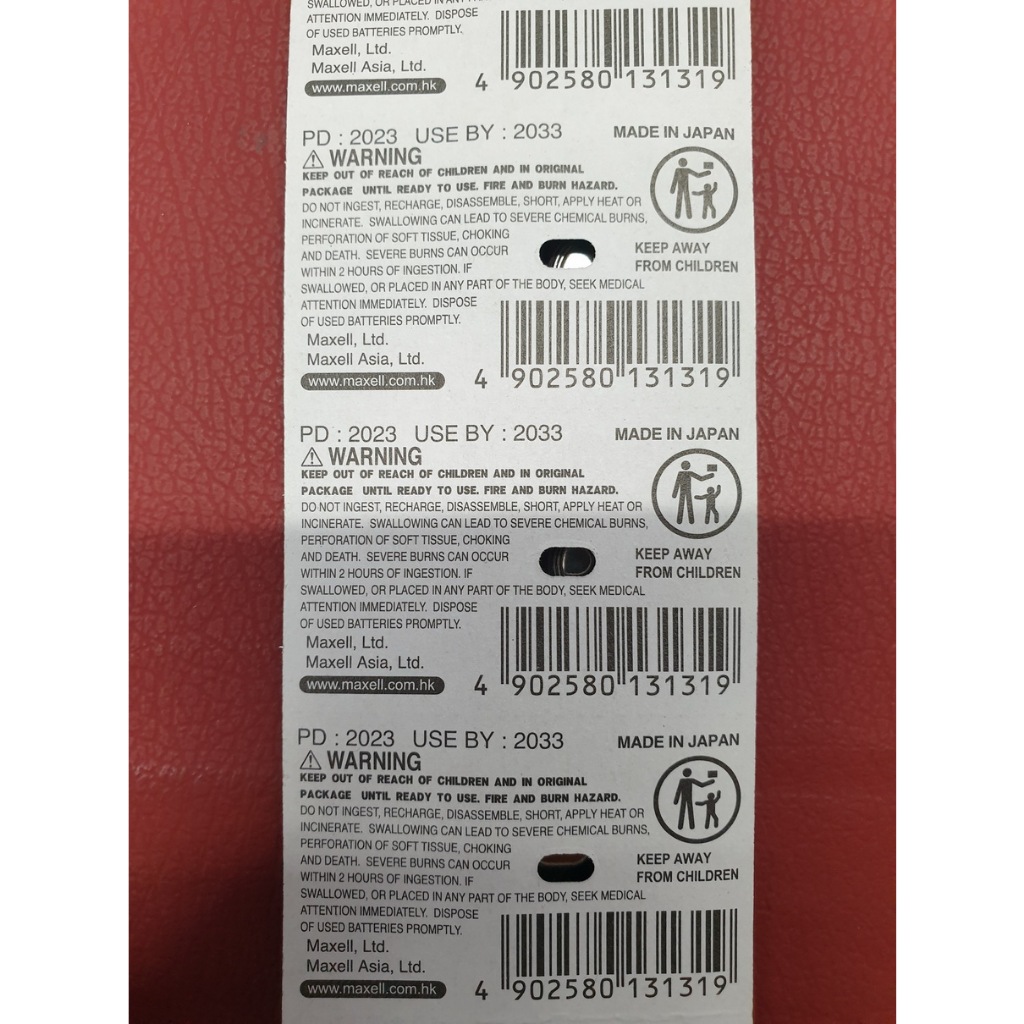 SWALLOWED, OR PLACED IN ANY
ATTENTION IMMEDIATELY. DISPOSE
OF USED BATTERIES PROMPTLY.
Maxell, Ltd.
Maxell Asia, Ltd.
www.maxell.com.hk
4 902580 131319
PD : 2023 USE BY : 2033 MADE IN JAPAN
WARNING
KEEP OUT OF REACH OF CHILDREN AND IN ORIGINAL
PACKAGE UNTIL READY TO USE. FIRE AND BURN HAZARD.
DO NOT INGEST, RECHARGE, DISASSEMBLE, SHORT, APPLY HEAT OR
INCINERATE. SWALLOWING CAN LEAD TO SEVERE CHEMICAL BURNS,
PERFORATION OF SOFT TISSUE, CHOKING
AND DEATH. SEVERE BURNS CAN OCCUR
WITHIN 2 HOURS OF INGESTION. IF
KEEP AWAY
FROM CHILDREN
SWALLOWED, OR PLACED IN ANY PART OF THE BODY, SEEK MEDICAL
ATTENTION IMMEDIATELY. DISPOSE
OF USED BATTERIES PROMPTLY.
Maxell, Ltd.
Maxell Asia, Ltd.
www.maxell.com.hk
4 902580 131319
PD : 2023 USE BY : 2033 MADE IN JAPAN
WARNING
KEEP OUT OF REACH OF CHILDREN AND IN ORIGINAL
PACKAGE UNTIL READY TO USE. FIRE AND BURN HAZARD.
DO NOT INGEST, RECHARGE, DISASSEMBLE, SHORT, APPLY HEAT OR
INCINERATE. SWALLOWING CAN LEAD TO SEVERE CHEMICAL BURNS,
PERFORATION OF SOFT TISSUE, CHOKING
AND DEATH. SEVERE BURNS CAN OCCUR
WITHIN 2 HOURS OF INGESTION. IF
KEEP AWAY
FROM CHILDREN
SWALLOWED, OR PLACED IN ANY PART OF THE BODY, SEEK MEDICAL
ATTENTION IMMEDIATELY. DISPOSE
OF USED BATTERIES PROMPTLY.
Maxell, Ltd.
Maxell Asia, Ltd.
www.maxell.com.hk
4 902580 131319
PD : 2023 USE BY : 2033 MADE IN JAPAN
WARNING
KEEP OUT OF REACH OF CHILDREN AND IN ORIGINAL
PACKAGE UNTIL READY TO USE. FIRE AND BURN HAZARD.
DO NOT INGEST, RECHARGE, DISASSEMBLE, SHORT, APPLY HEAT OR
INCINERATE. SWALLOWING CAN LEAD TO SEVERE CHEMICAL BURNS,
PERFORATION OF SOFT TISSUE, CHOKING
AND DEATH. SEVERE BURNS CAN OCCUR
WITHIN 2 HOURS OF INGESTION. IF
KEEP AWAY
FROM CHILDREN
SWALLOWED, OR PLACED IN ANY PART OF THE BODY, SEEK MEDICAL
ATTENTION IMMEDIATELY. DISPOSE
OF USED BATTERIES PROMPTLY.
Maxell, Ltd.
Maxell Asia, Ltd.
www.maxell.com.hk
4 902580 131319